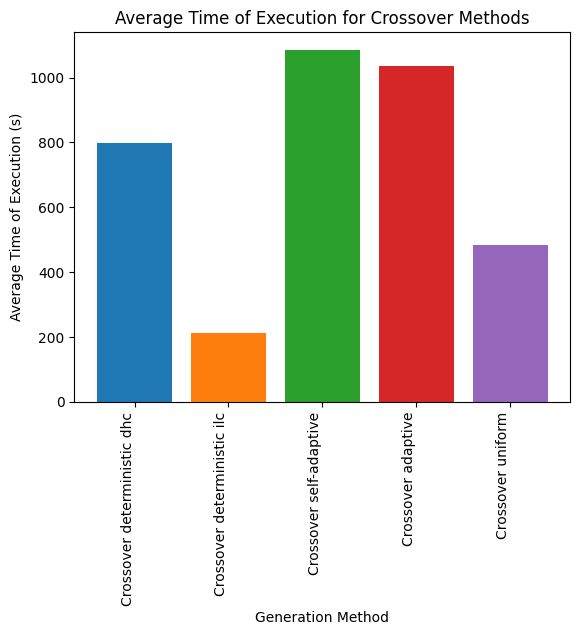 Average Time of Execution for Crossover Methods
Average Time of Execution (s)
1000
800
600
400
200
0
Crossover deterministic dhc
Crossover deterministic ilc
Crossover self-adaptive
Crossover adaptive
Crossover uniform
Generation Method